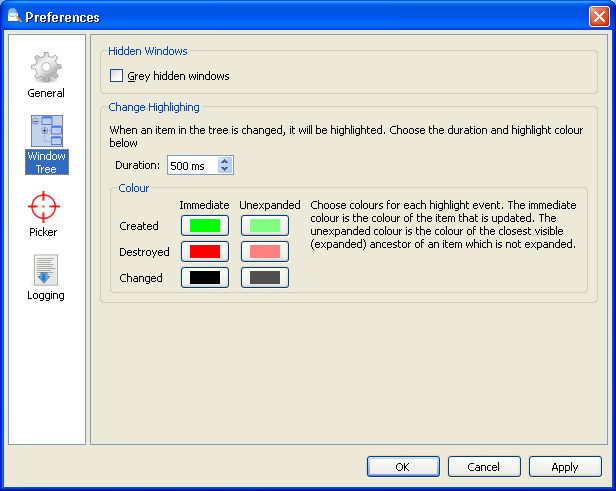 Preferences
General
Window
Tree
Picker
Logging
Hidden Windows
Grey hidden windows
Change Highlighing
When an item in the tree is changed, it will be highlighted. Choose the duration and highlight colour
below
Duration: 500 ms
Colour
Immediate Unexpanded
Created
Destroyed
Changed
Choose colours for each highlight event. The immediate
colour is the colour of the item that is updated. The
unexpanded colour is the colour of the closest visible
(expanded) ancestor of an item which is not expanded.
OK Cancel Apply